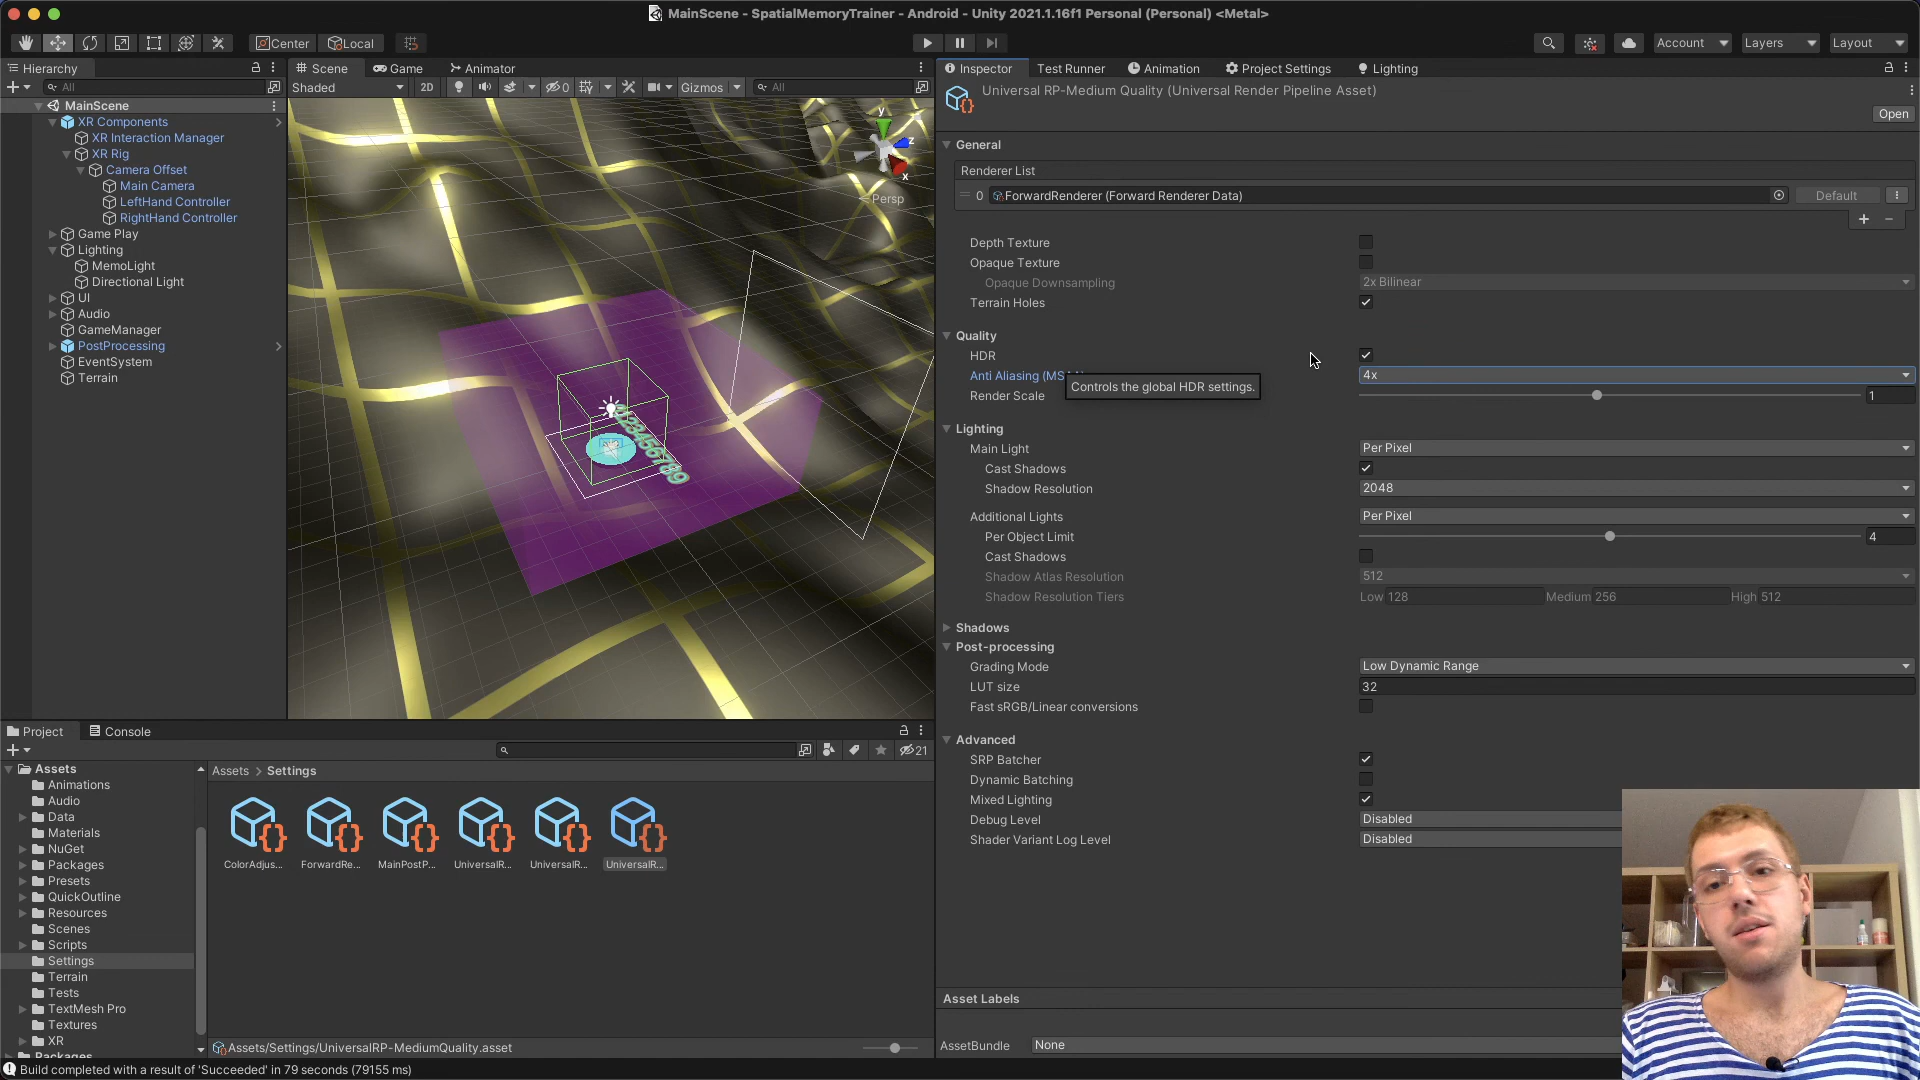 MainScene - SpatialMemoryTrainer - Android - Unity 2021.1.16f1 Personal (Personal) <Metal>
Center
Local
Account
Layers
Layout
Hierarchy
All
MainScene
XR Components
XR Interaction Manager
XR Rig
Camera Offset
Main Camera
LeftHand Controller
RightHand Controller
Game Play
Lighting
MemoLight
Directional Light
UI
Audio
GameManager
PostProcessing
EventSystem
Terrain
Scene
Game
Animator
Shaded
2D
0
Gizmos
All
y
z
x
Persp
0123456789
Inspector
Test Runner
Animation
Project Settings
Lighting
Universal RP-Medium Quality (Universal Render Pipeline Asset)
Open
General
Renderer List
0 ForwardRenderer (Forward Renderer Data) Default
Depth Texture
Opaque Texture
Opaque Downsampling 2x Bilinear
Terrain Holes
Quality
HDR
Anti Aliasing (MS 4x
Controls the global HDR settings.
Render Scale 1
Lighting
Main Light Per Pixel
Cast Shadows
Shadow Resolution 2048
Additional Lights Per Pixel
Per Object Limit 4
Cast Shadows
Shadow Atlas Resolution 512
Shadow Resolution Tiers Low 128 Medium 256 High 512
Shadows
Post-processing
Grading Mode Low Dynamic Range
LUT size 32
Fast sRGB/Linear conversions
Advanced
SRP Batcher
Dynamic Batching
Mixed Lighting
Debug Level Disabled
Shader Variant Log Level Disabled
Asset Labels
AssetBundle None
Project
Console
21
Assets
Animations
Audio
Data
Materials
NuGet
Packages
Presets
QuickOutline
Resources
Scenes
Scripts
Settings
Terrain
Tests
TextMesh Pro
Textures
XR
Packages
Assets > Settings
ColorAdjus...
ForwardRe...
MainPostP...
UniversalR...
UniversalR...
UniversalR...
Assets/Settings/UniversalRP-MediumQuality.asset
Build completed with a result of 'Succeeded' in 79 seconds (79155 ms)